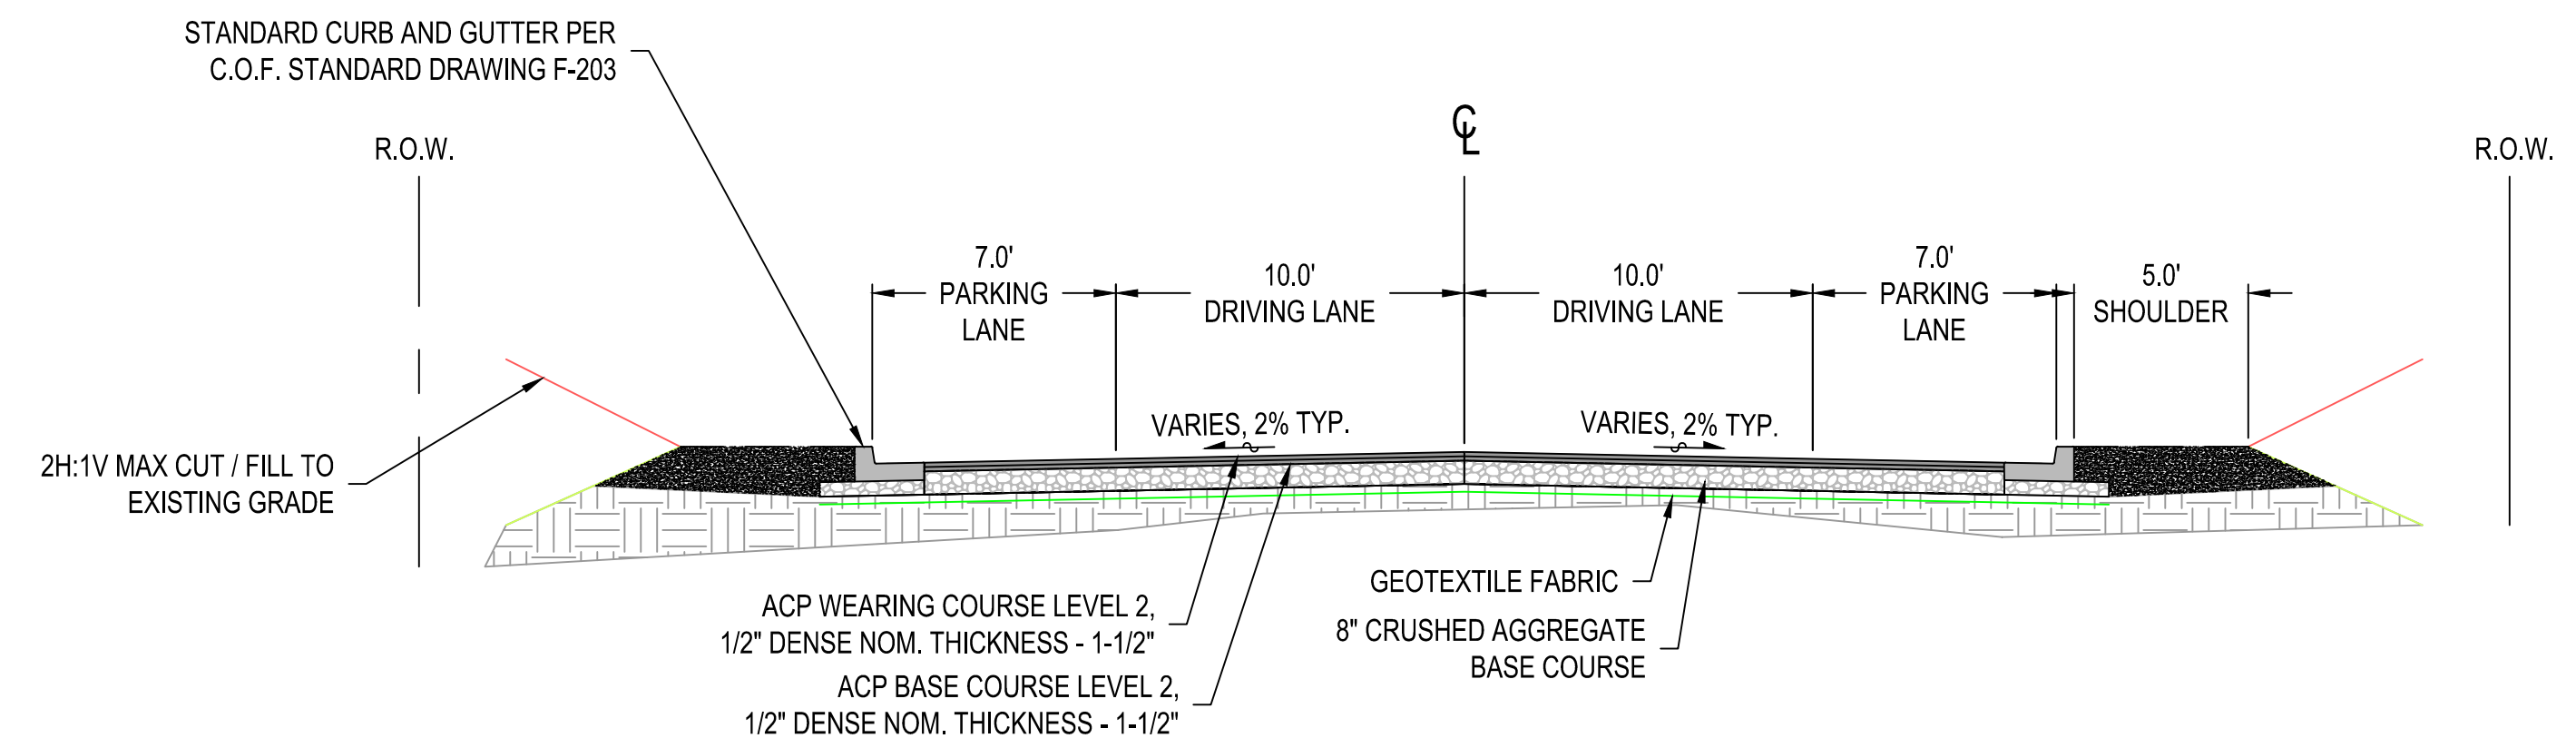 STANDARD CURB AND GUTTER PER
C.O.F. STANDARD DRAWING F-203
R.O.W.
℄
R.O.W.
7.0'
PARKING
LANE
10.0'
DRIVING LANE
10.0'
DRIVING LANE
7.0'
PARKING
LANE
5.0'
SHOULDER
VARIES, 2% TYP.
VARIES, 2% TYP.
2H:1V MAX CUT / FILL TO
EXISTING GRADE
ACP WEARING COURSE LEVEL 2,
1/2" DENSE NOM. THICKNESS - 1-1/2"
ACP BASE COURSE LEVEL 2,
1/2" DENSE NOM. THICKNESS - 1-1/2"
GEOTEXTILE FABRIC
8" CRUSHED AGGREGATE
BASE COURSE